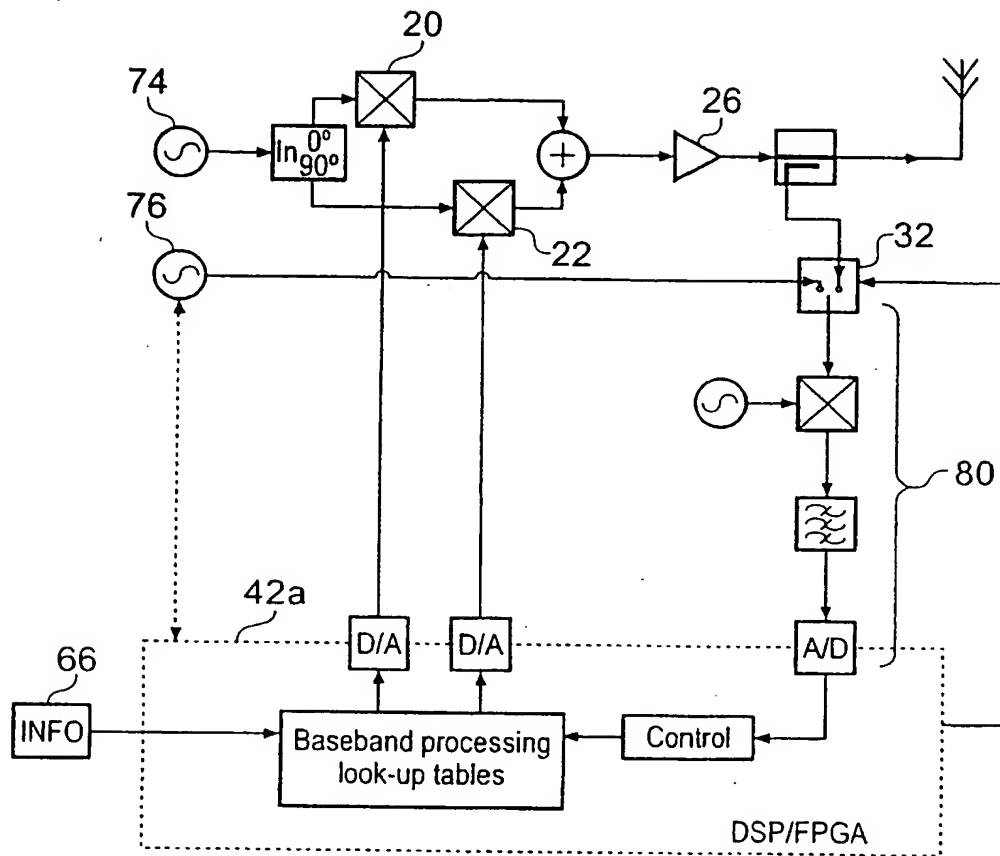 20
74
26
In 0°
90°
76
22
32
80
42a
D/A
D/A
A/D
66
INFO
Baseband processing
look-up tables
Control
DSP/FPGA